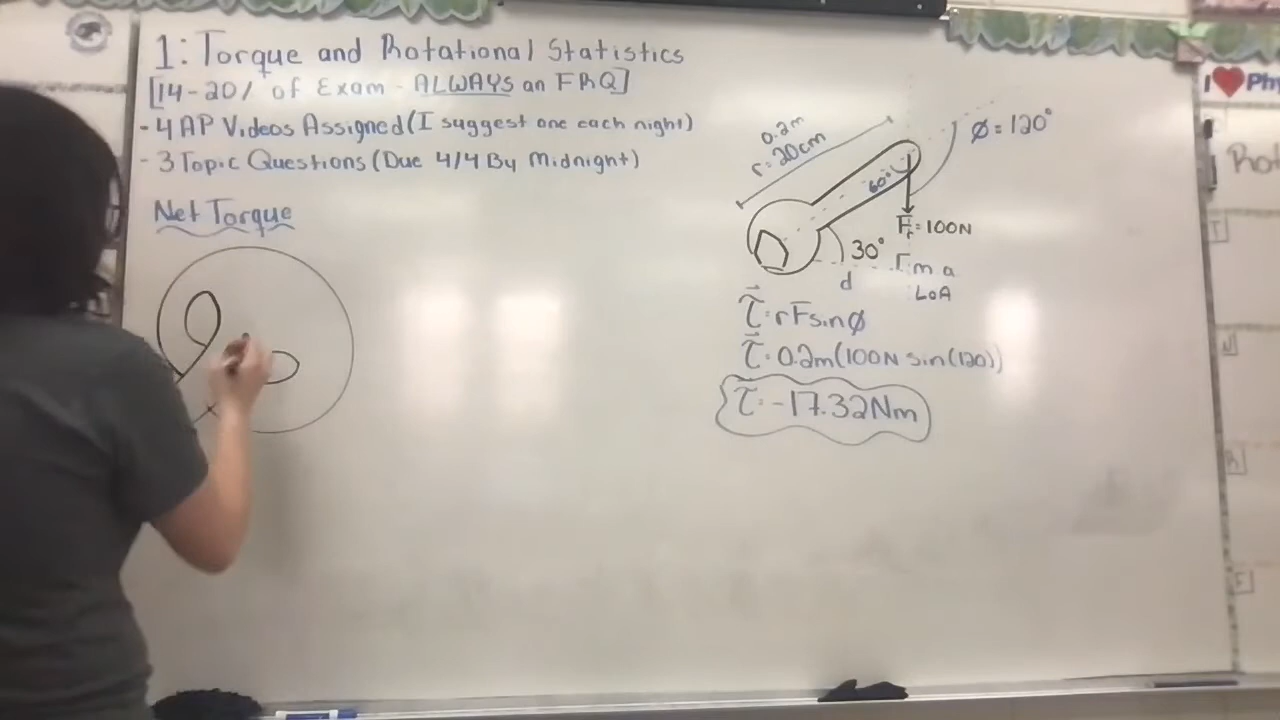 1: Torque and Rotational Statistics
[14-20% of Exam - ALWAYS an FRQ]
- 4 AP Videos Assigned (I suggest one each night)
- 3 Topic Questions (Due 4/4 By Midnight)
Net Torque
0.2m
r=20cm
ø=120°
60°
F=100N
30°
d
m a
LoA
τ=rFsinø
τ=0.2m(100N sin(120))
τ=-17.32Nm
I ❤ Phy
Rot
T
R
F